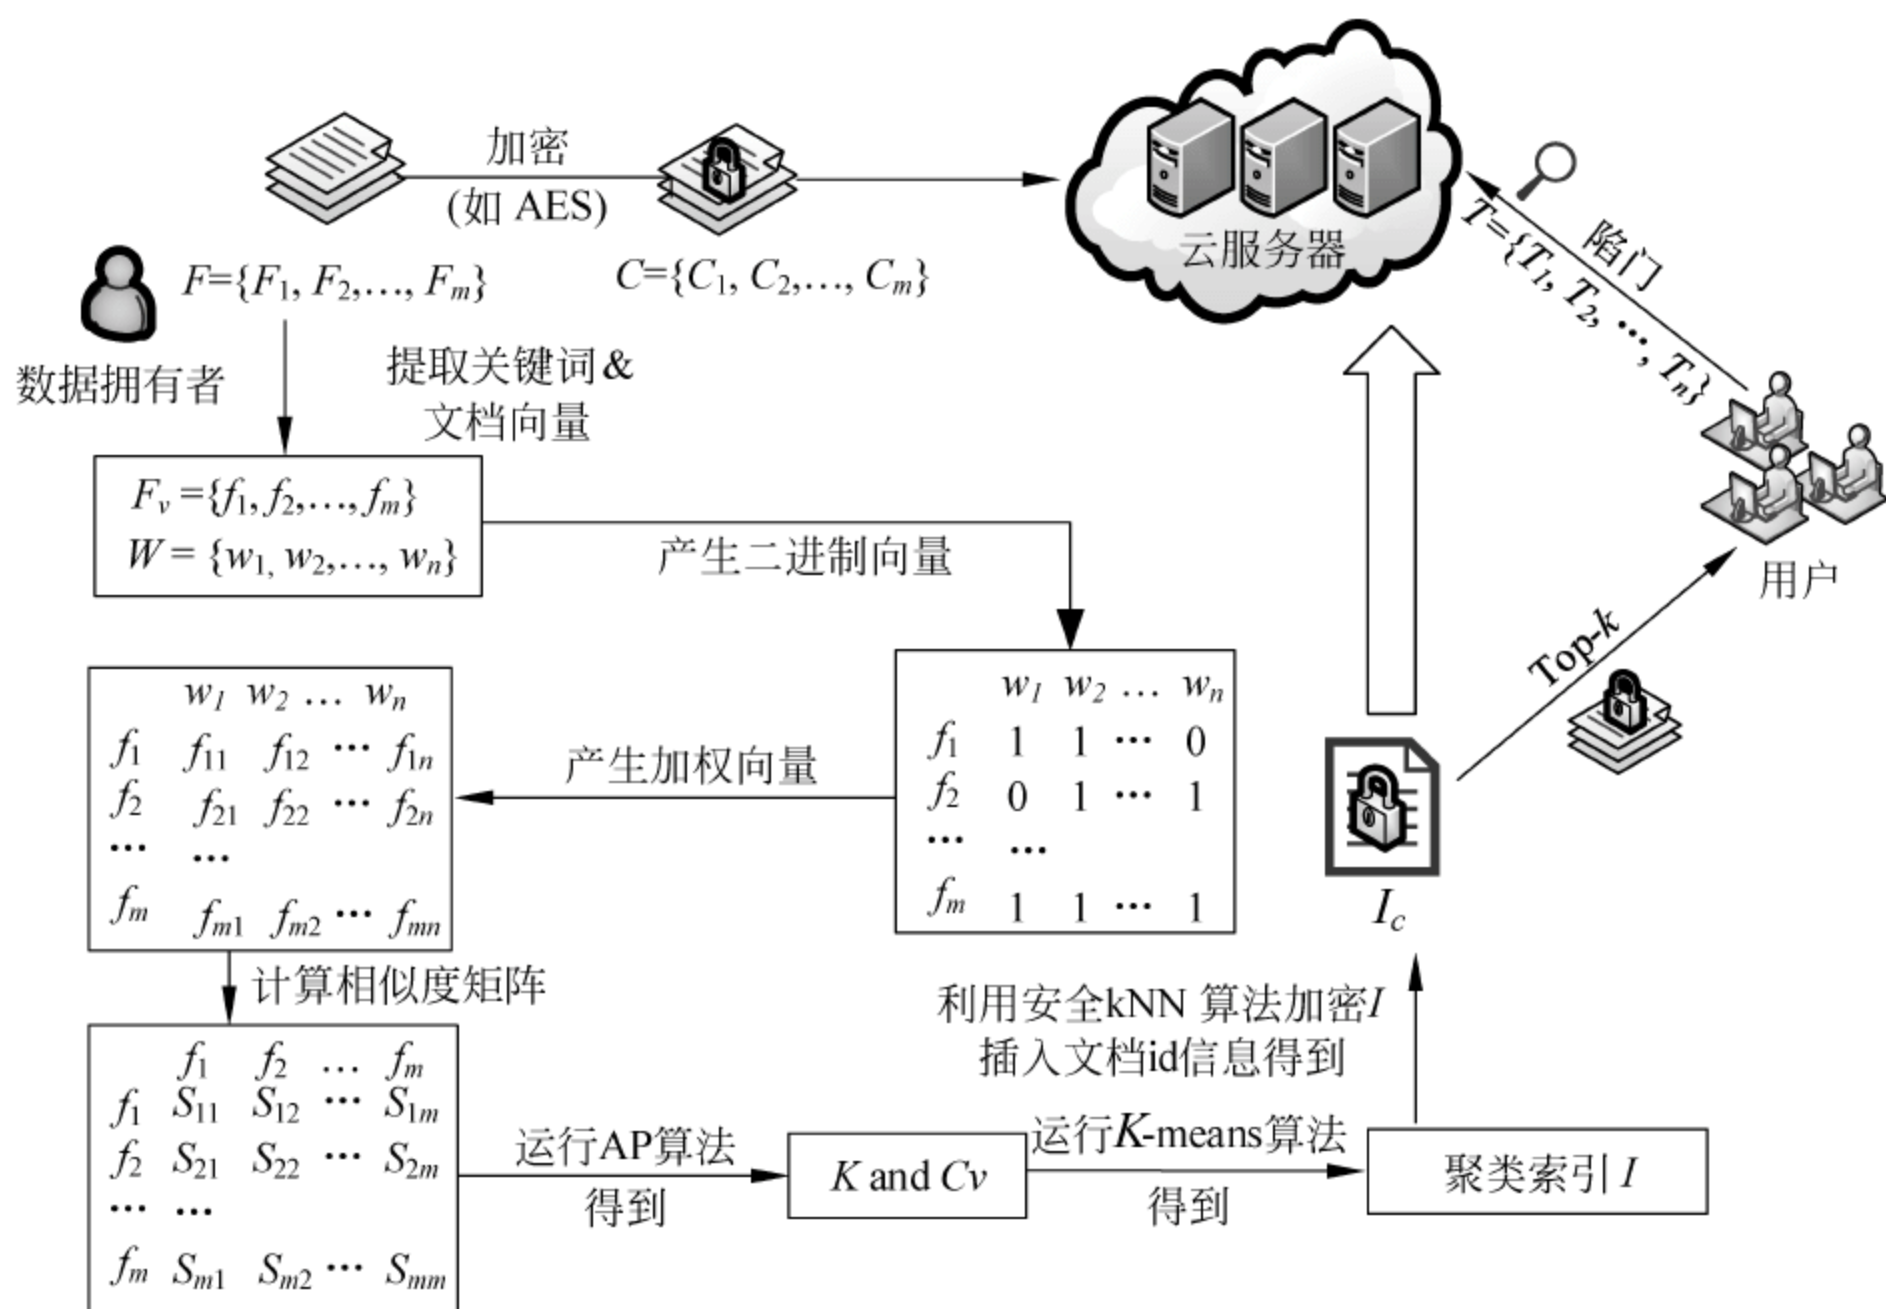 加密
(如 AES)
云服务器
陷门
T={T1, T2, …, Tn}
F={F1, F2,…, Fm}
C={C1, C2,…, Cm}
数据拥有者
提取关键词&
文档向量
Fv ={f1, f2,…, fm}
W = {w1, w2,…, wn}
产生二进制向量
用户
Top-k
w1 w2 … wn
f1 1 1 … 0
f2 0 1 … 1
… …
fm 1 1 … 1
产生加权向量
w1 w2 … wn
f1 f11 f12 … f1n
f2 f21 f22 … f2n
… …
fm fm1 fm2 … fmn
Ic
计算相似度矩阵
利用安全kNN 算法加密I
插入文档id信息得到
f1 f2 … fm
f1 S11 S12 … S1m
f2 S21 S22 … S2m
… …
fm Sm1 Sm2 … Smm
运行AP算法
得到
K and Cv
运行K-means算法
得到
聚类索引 I